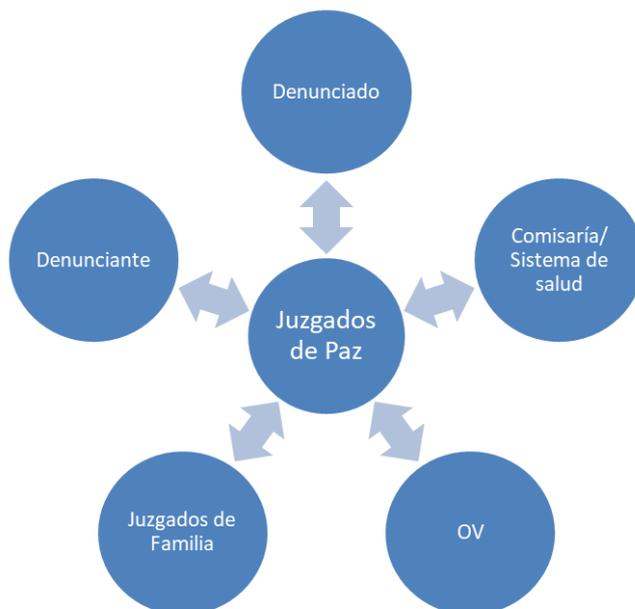 Denunciado
Denunciante
Comisaría/
Sistema de
salud
Juzgados
de Paz
Juzgados de
Familia
OV